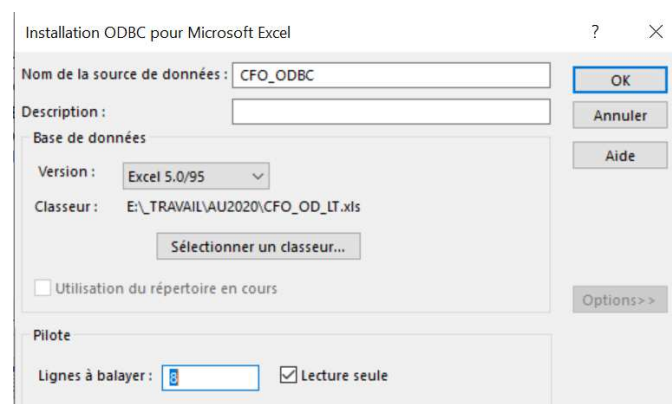 Installation ODBC pour Microsoft Excel ? ×
Nom de la source de données : CFO_ODBC
OK
Description :
Annuler
Base de données
Aide
Version : Excel 5.0/95
Classeur : E:\_TRAVAIL\AU2020\CFO_OD_LT.xls
Sélectionner un classeur...
Utilisation du répertoire en cours
Options>>
Pilote
Lignes à balayer : 8 Lecture seule